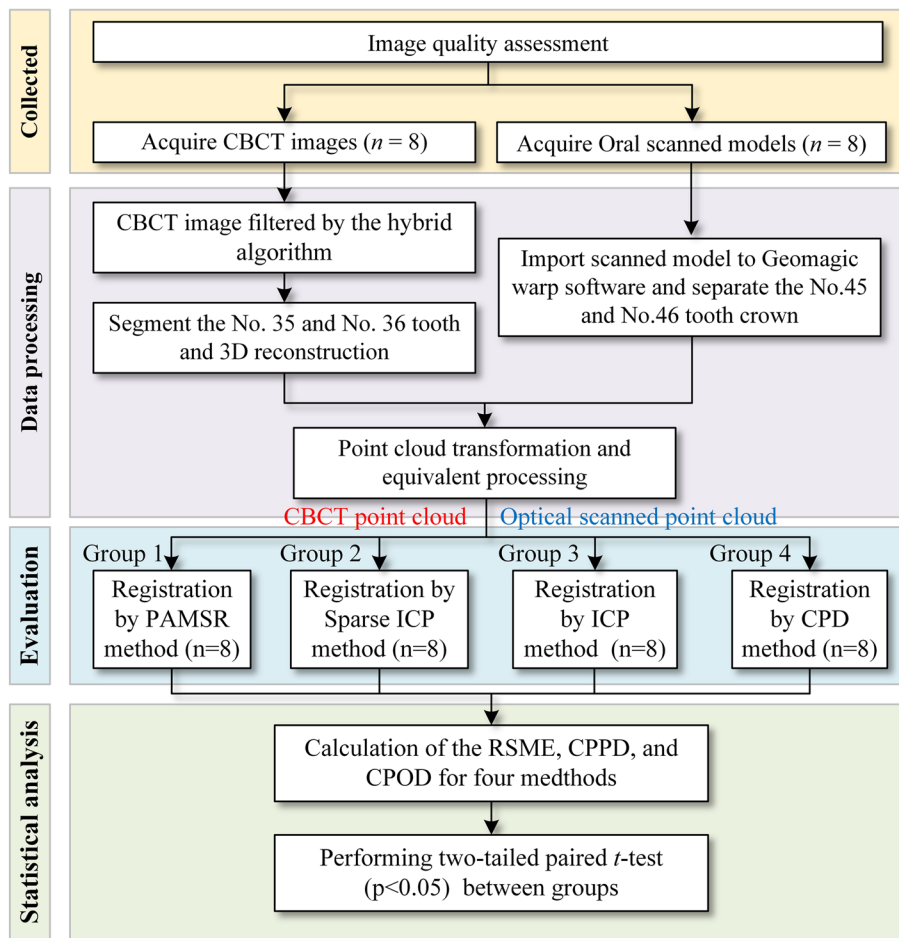 Collected
Image quality assessment
Acquire CBCT images (n = 8)
Acquire Oral scanned models (n = 8)
Data processing
CBCT image filtered by the hybrid
algorithm
Segment the No. 35 and No. 36 tooth
and 3D reconstruction
Import scanned model to Geomagic
warp software and separate the No.45
and No.46 tooth crown
Point cloud transformation and
equivalent processing
CBCT point cloud
Optical scanned point cloud
Evaluation
Group 1
Registration
by PAMSR
method (n=8)
Group 2
Registration by
Sparse ICP
method (n=8)
Group 3
Registration
by ICP
method (n=8)
Group 4
Registration
by CPD
method (n=8)
Statistical analysis
Calculation of the RSME, CPPD, and
CPOD for four medthods
Performing two-tailed paired t-test
(p<0.05) between groups